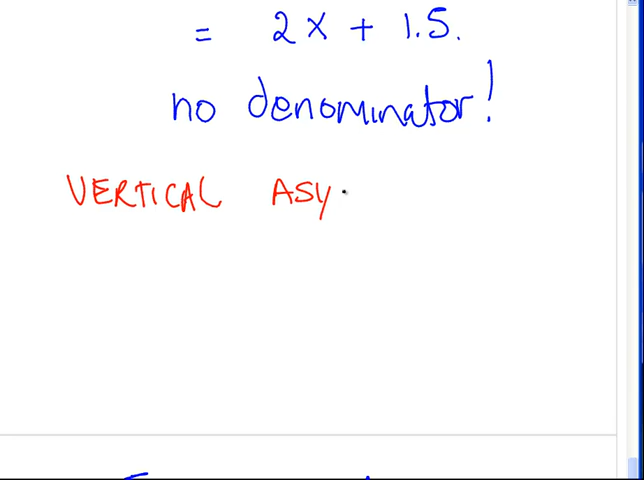 = 2x + 1.5.
no denominator!
VERTICAL ASY